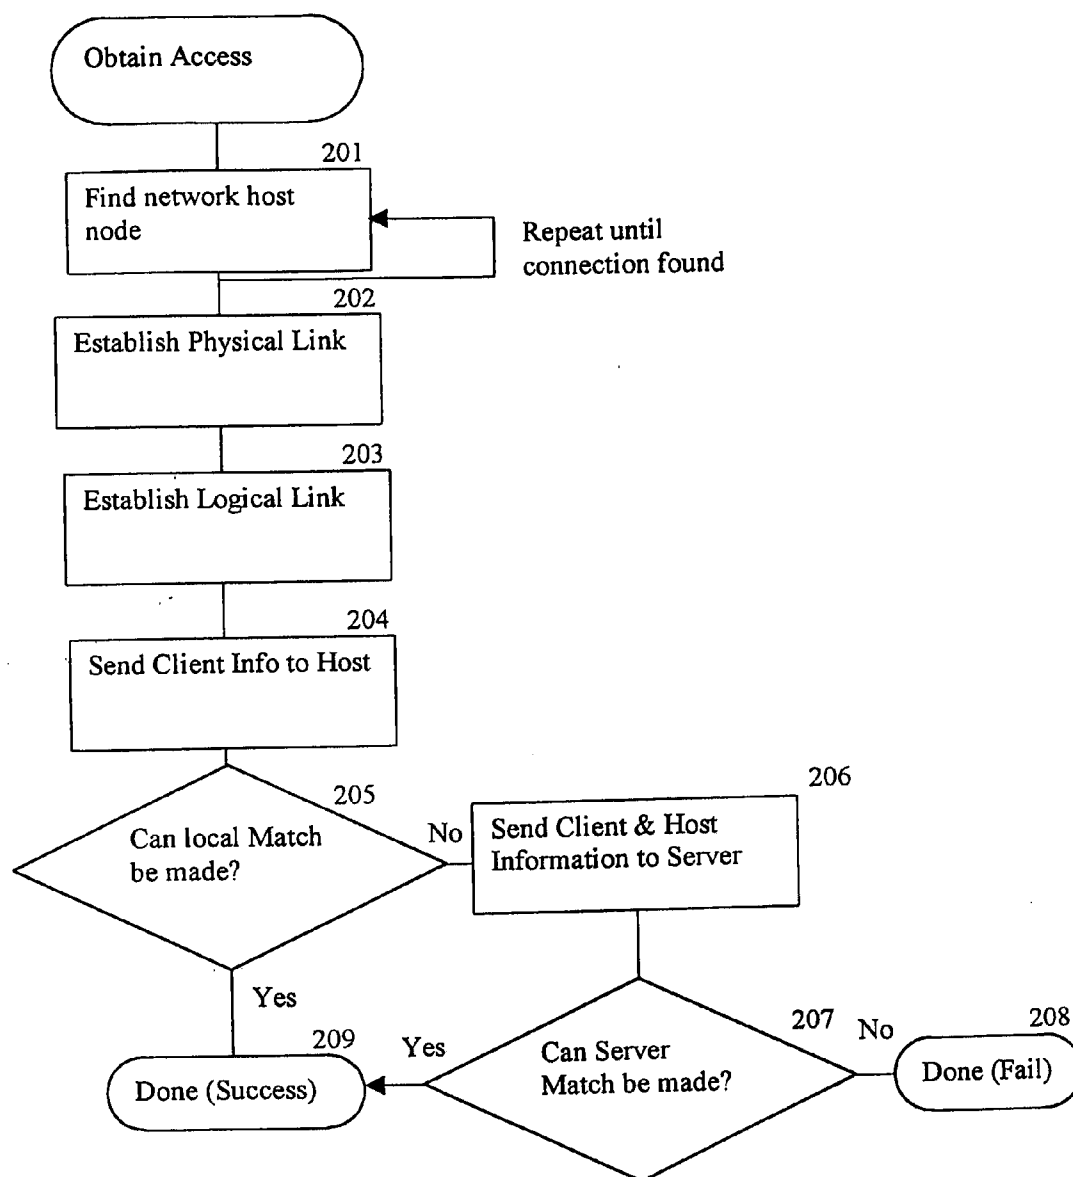 Obtain Access
201
Find network host
node
Repeat until
connection found
202
Establish Physical Link
203
Establish Logical Link
204
Send Client Info to Host
205
Can local Match
be made?
No
206
Send Client & Host
Information to Server
Yes
207
Can Server
Match be made?
Yes
No
208
Done (Fail)
209
Done (Success)